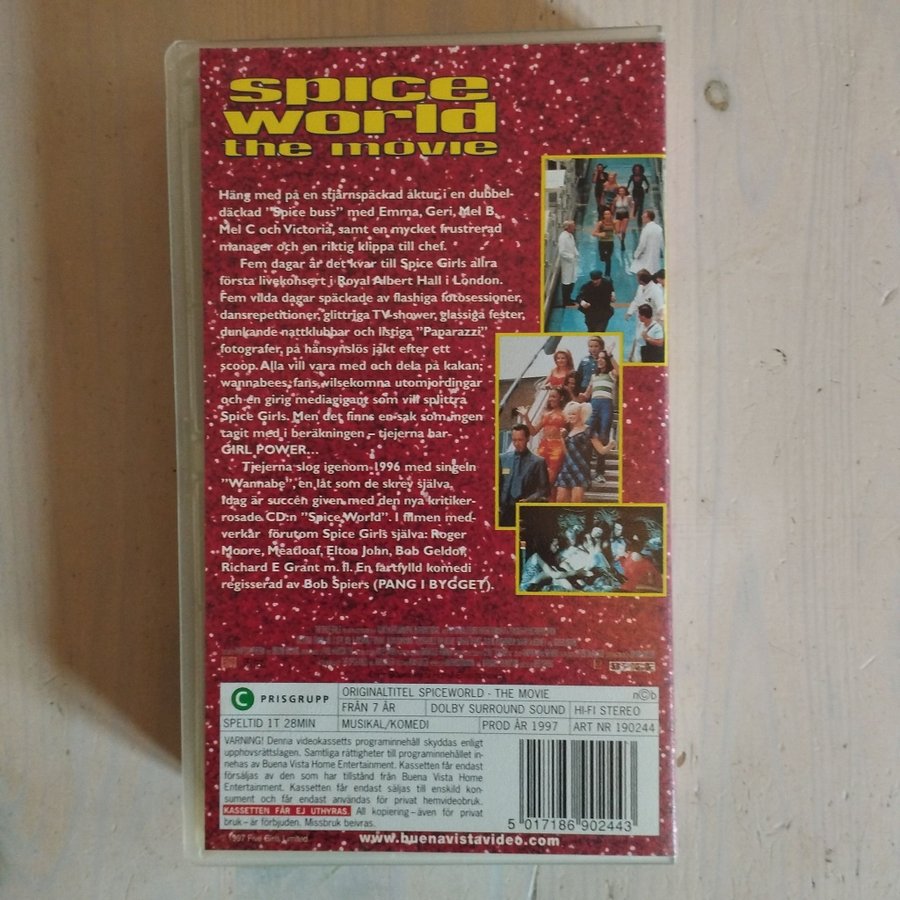 spice
world
the movie
Häng med på en stjärnspäckad åktur i en dubbel-
däckad "Spice buss" med Emma, Geri, Mel B,
Mel C och Victoria, samt en mycket frustrerad
manager och en riktig klippa till chef.
Fem dagar är det kvar till Spice Girls allra
första livekonsert i Royal Albert Hall i London.
Fem vilda dagar späckade av flashiga fotosessioner,
dansrepetitioner, glittriga TV-shower, glassiga fester,
dunkande nattklubbar och listiga "Paparazzi"
fotografer, på hänsynslös jakt efter ett
scoop. Alla vill vara med och dela på kakan;
wannabees, fans, vilsekomna utomjordingar
och en girig mediagigant som vill splittra
Spice Girls. Men det finns en sak som ingen
tagit med i beräkningen – tjejerna har
GIRL POWER...
Tjejerna slog igenom 1996 med singeln
"Wannabe", en låt som de skrev själva.
Idag är succén given med den nya kritiker-
rosade CD:n "Spice World". I filmen med-
verkar förutom Spice Girls själva: Roger
Moore, Meatloaf, Elton John, Bob Geldof,
Richard E Grant m. fl. En fartfylld komedi
regisserad av Bob Spiers (PANG I BYGGET).
C PRISGRUPP
ORIGINALTITEL SPICEWORLD - THE MOVIE
n©b
FRÅN 7 ÅR DOLBY SURROUND SOUND HI-FI STEREO
SPELTID 1T 28MIN MUSIKAL/KOMEDI PROD ÅR 1997 ART NR 190244
VARNING! Denna videokassetts programinnehåll skyddas enligt
upphovsrättslagen. Samtliga rättigheter till programinnehållet in-
nehas av Buena Vista Home Entertainment. Kassetten får endast
försäljas av den som har tillstånd från Buena Vista Home
Entertainment. Kassetten får endast säljas till enskild kon-
sument och får endast användas för privat hemvideobruk.
KASSETTEN FÅR EJ UTHYRAS. All kopiering – även för privat
bruk – är förbjuden. Missbruk beivras.
5 017186 902443
©1997 Five Girls Limited
www.buenavistavideo.com